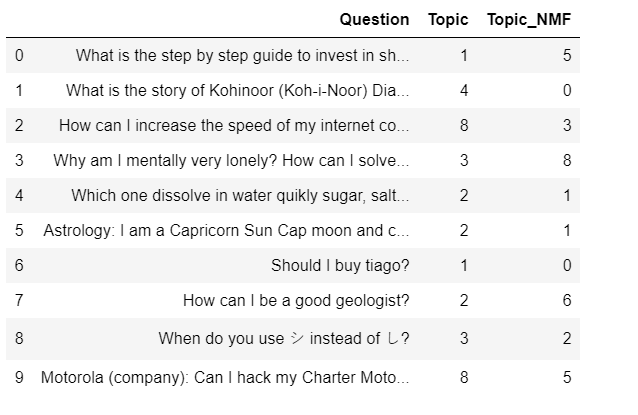 Question Topic Topic_NMF
0 What is the step by step guide to invest in sh... 1 5
1 What is the story of Kohinoor (Koh-i-Noor) Dia... 4 0
2 How can I increase the speed of my internet co... 8 3
3 Why am I mentally very lonely? How can I solve... 3 8
4 Which one dissolve in water quikly sugar, salt... 2 1
5 Astrology: I am a Capricorn Sun Cap moon and c... 2 1
6 Should I buy tiago? 1 0
7 How can I be a good geologist? 2 6
8 When do you use シ instead of し? 3 2
9 Motorola (company): Can I hack my Charter Moto... 8 5